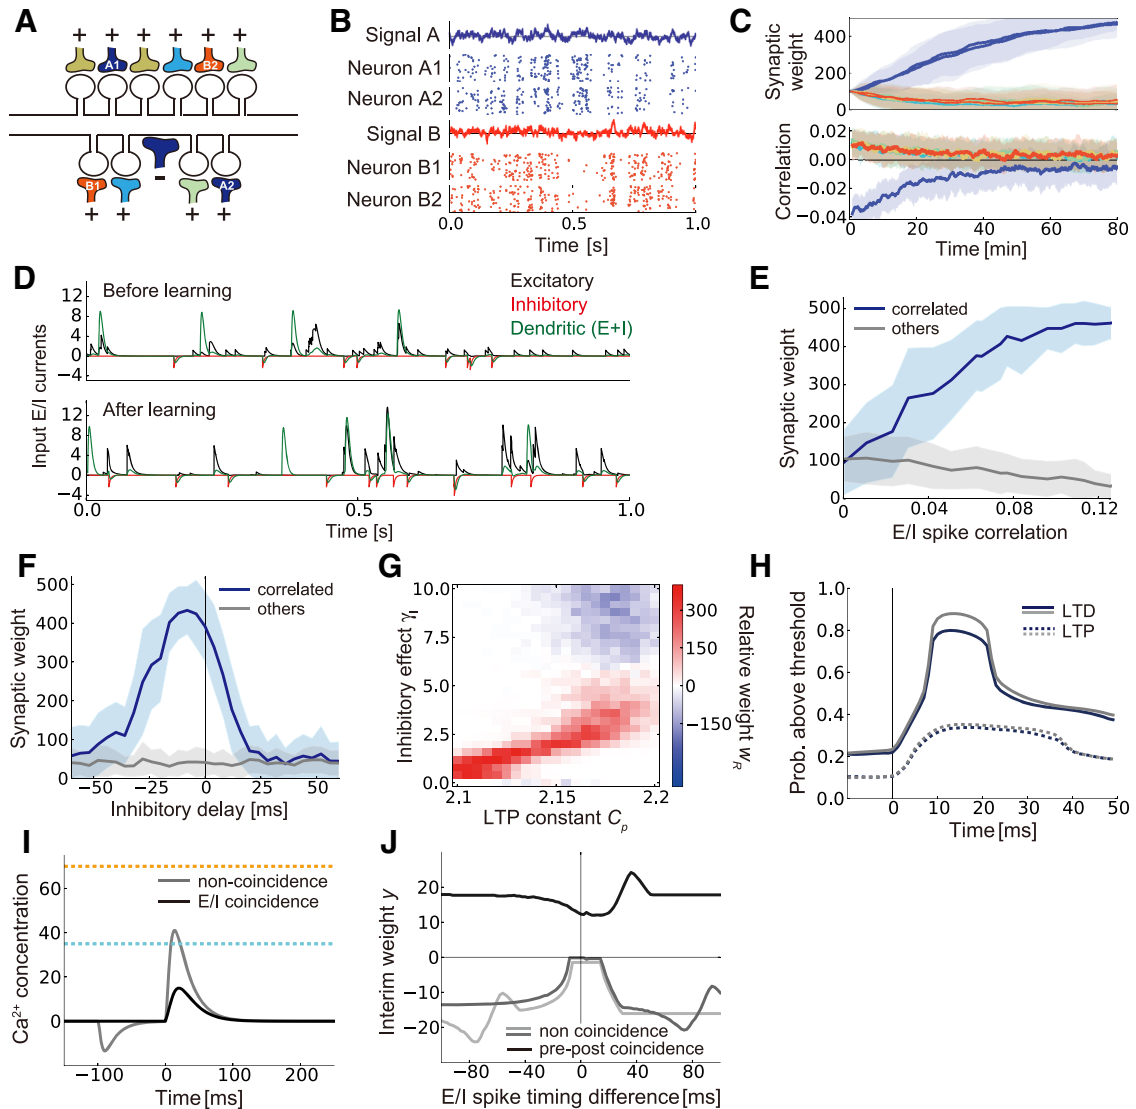 A
+ + + + + +
A1
B2
B1
A2
+ + - + +
B
Signal A
Neuron A1
Neuron A2
Signal B
Neuron B1
Neuron B2
0.0 0.5 1.0
Time [s]
C
Synaptic weight
400
200
0
Correlation
0.02
0.00
−0.02
−0.04
0 20 40 60 80
Time [min]
D
Input E/I currents
Before learning
Excitatory
Inhibitory
Dendritic (E+I)
12
8
4
0
−4
After learning
12
8
4
0
−4
0.0 0.5 1.0
Time [s]
E
Synaptic weight
correlated
others
500
400
300
200
100
0
0 0.04 0.08 0.12
E/I spike correlation
F
Synaptic weight
correlated
others
500
400
300
200
100
0
−50 −25 0 25 50
Inhibitory delay [ms]
G
Inhibitory effect γI
10.0
7.5
5.0
2.5
0.0
2.1 2.15 2.2
LTP constant Cp
300
150
0
−150
Relative weight wR
H
Prob. above threshold
LTD
LTP
1.0
0.8
0.6
0.4
0.2
0.0
0 10 20 30 40 50
Time [ms]
I
Ca2+ concentration
non-coincidence
E/I coincidence
60
40
20
0
−100 0 100 200
Time [ms]
J
Interim weight y
20
10
0
−10
−20
non coincidence
pre-post coincidence
−80 −40 0 40 80
E/I spike timing difference [ms]